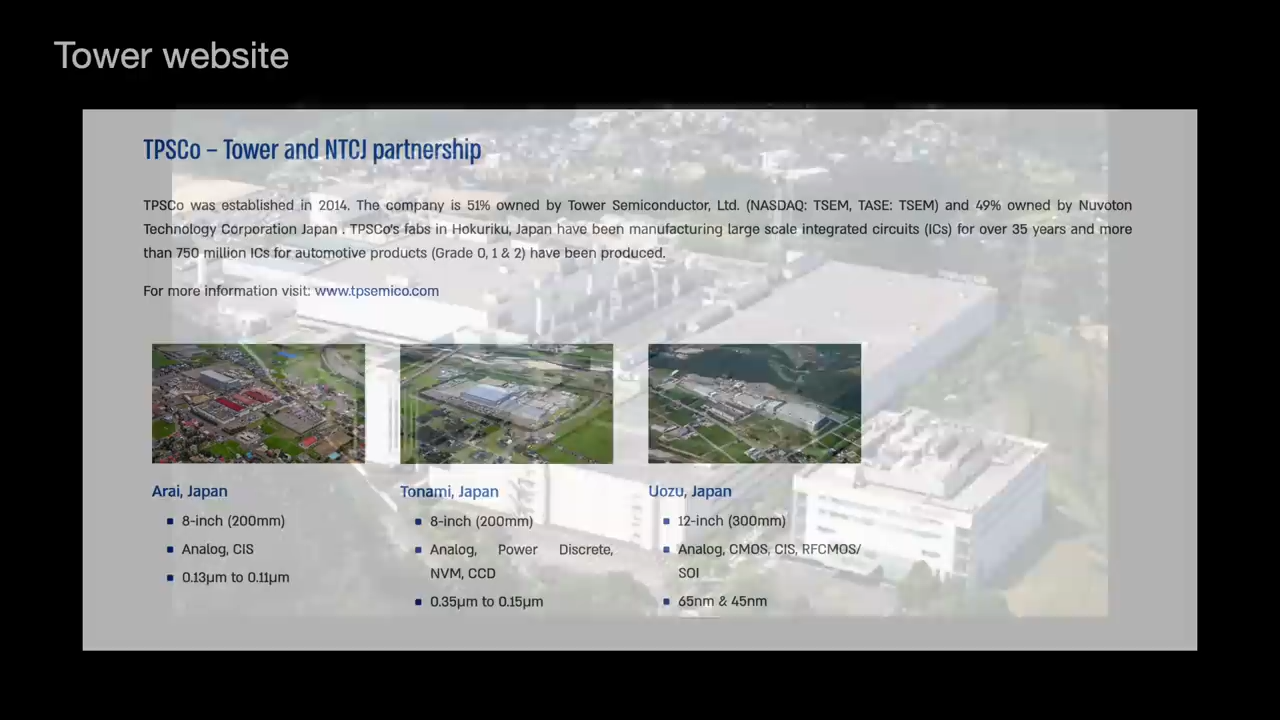 Tower website
TPSCo – Tower and NTCJ partnership
TPSCo was established in 2014. The company is 51% owned by Tower Semiconductor, Ltd. (NASDAQ: TSEM, TASE: TSEM) and 49% owned by Nuvoton
Technology Corporation Japan . TPSCo's fabs in Hokuriku, Japan have been manufacturing large scale integrated circuits (ICs) for over 35 years and more
than 750 million ICs for automotive products (Grade 0, 1 & 2) have been produced.
For more information visit: www.tpsemico.com
Arai, Japan
8-inch (200mm)
Analog, CIS
0.13µm to 0.11µm
Tonami, Japan
8-inch (200mm)
Analog, Power Discrete,
NVM, CCD
0.35µm to 0.15µm
Uozu, Japan
12-inch (300mm)
Analog, CMOS, CIS, RFCMOS/
SOI
65nm & 45nm